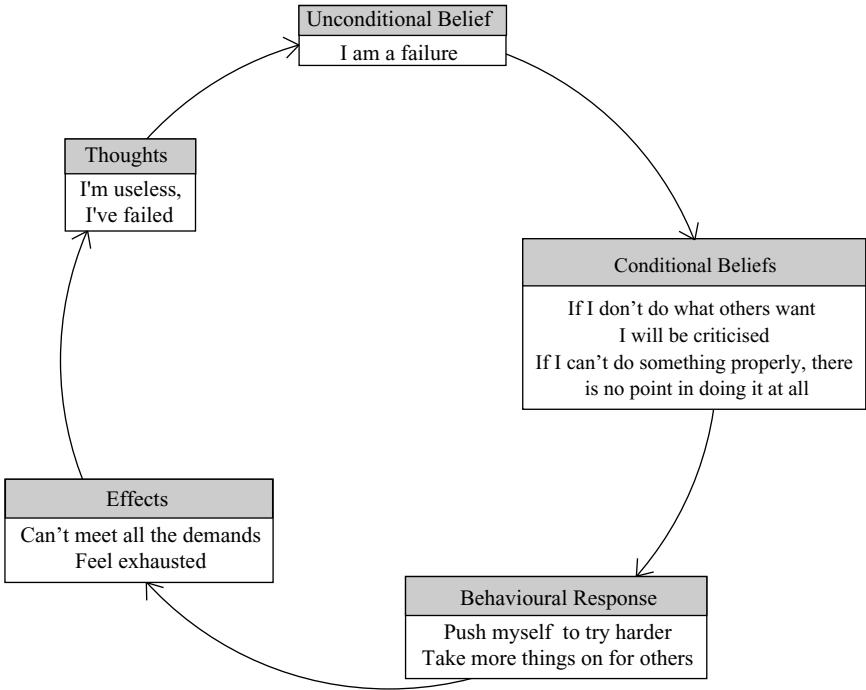 Unconditional Belief
I am a failure
Conditional Beliefs
If I don’t do what others want
I will be criticised
If I can’t do something properly, there
is no point in doing it at all
Behavioural Response
Push myself to try harder
Take more things on for others
Effects
Can’t meet all the demands
Feel exhausted
Thoughts
I'm useless,
I've failed